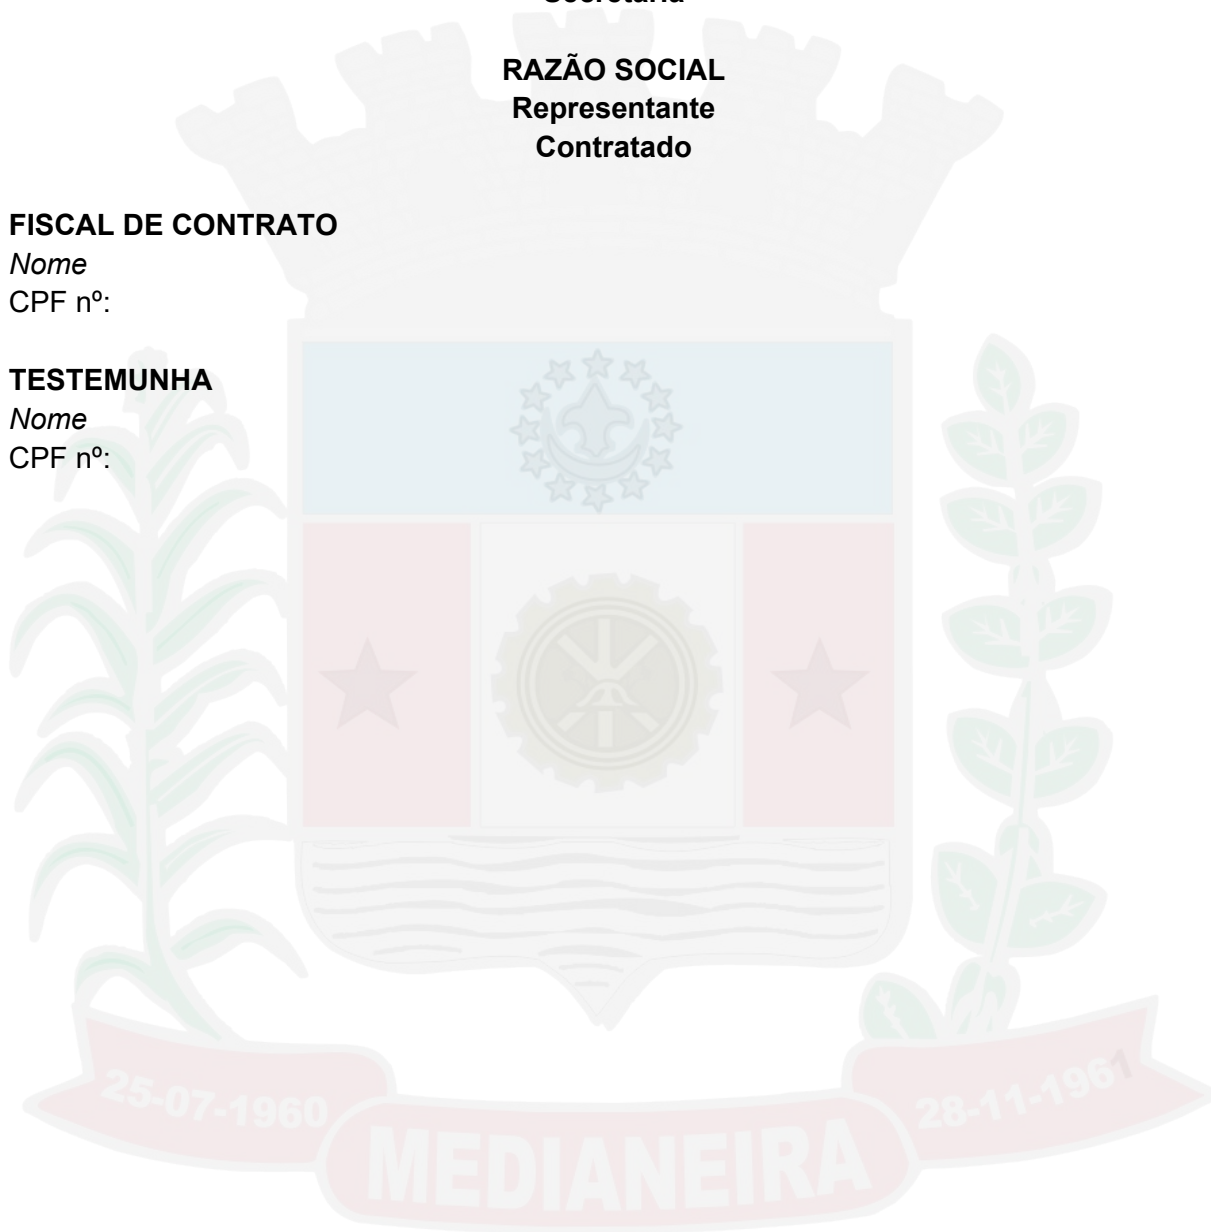 Secretária
RAZÃO SOCIAL
Representante
Contratado
FISCAL DE CONTRATO
Nome
CPF nº:
TESTEMUNHA
Nome
CPF nº:
25-07-1960
28-11-1961
MEDIANEIRA